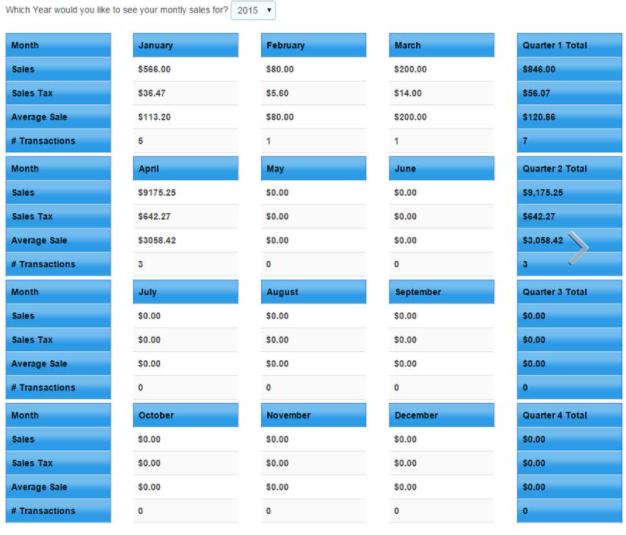 Which Year would you like to see your montly sales for? 2015
Month January February March Quarter 1 Total
Sales $566.00 $80.00 $200.00 $846.00
Sales Tax $36.47 $5.60 $14.00 $56.07
Average Sale $113.20 $80.00 $200.00 $120.86
# Transactions 5 1 1 7
Month April May June Quarter 2 Total
Sales $9175.25 $0.00 $0.00 $9,175.25
Sales Tax $642.27 $0.00 $0.00 $642.27
Average Sale $3058.42 $0.00 $0.00 $3,058.42
# Transactions 3 0 0 3
Month July August September Quarter 3 Total
Sales $0.00 $0.00 $0.00 $0.00
Sales Tax $0.00 $0.00 $0.00 $0.00
Average Sale $0.00 $0.00 $0.00 $0.00
# Transactions 0 0 0 0
Month October November December Quarter 4 Total
Sales $0.00 $0.00 $0.00 $0.00
Sales Tax $0.00 $0.00 $0.00 $0.00
Average Sale $0.00 $0.00 $0.00 $0.00
# Transactions 0 0 0 0